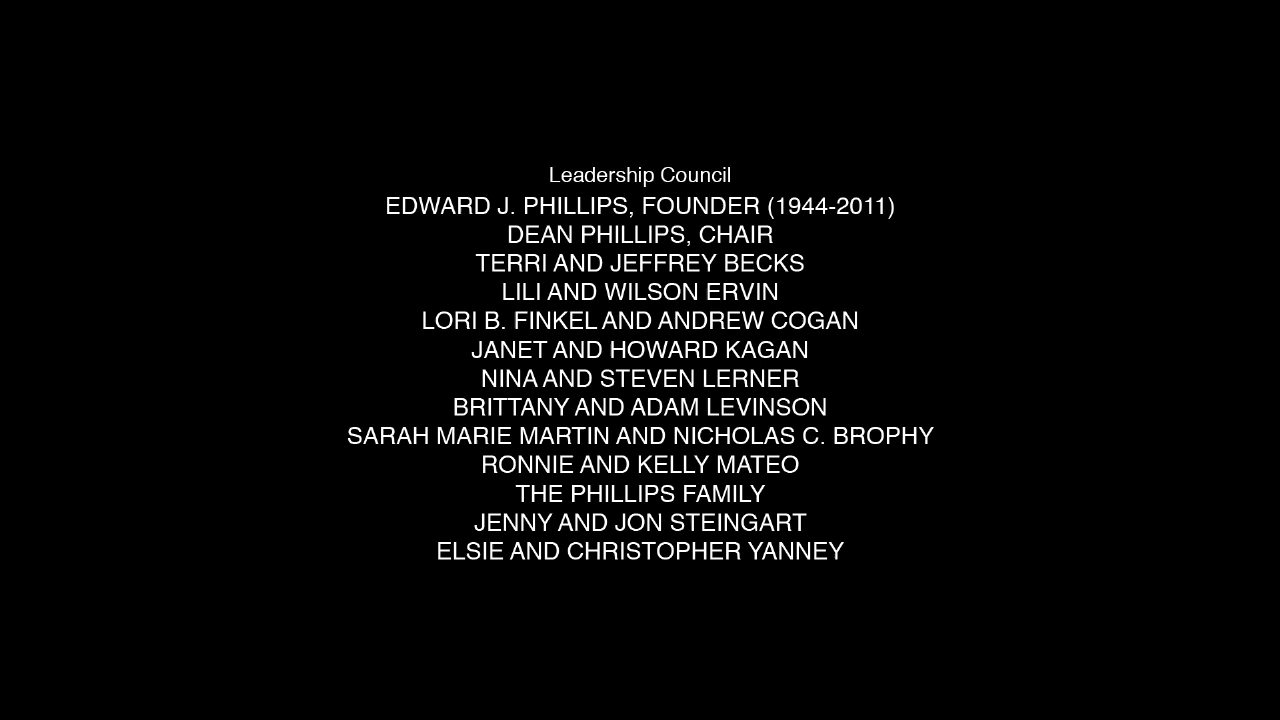 Leadership Council
EDWARD J. PHILLIPS, FOUNDER (1944-2011)
DEAN PHILLIPS, CHAIR
TERRI AND JEFFREY BECKS
LILI AND WILSON ERVIN
LORI B. FINKEL AND ANDREW COGAN
JANET AND HOWARD KAGAN
NINA AND STEVEN LERNER
BRITTANY AND ADAM LEVINSON
SARAH MARIE MARTIN AND NICHOLAS C. BROPHY
RONNIE AND KELLY MATEO
THE PHILLIPS FAMILY
JENNY AND JON STEINGART
ELSIE AND CHRISTOPHER YANNEY